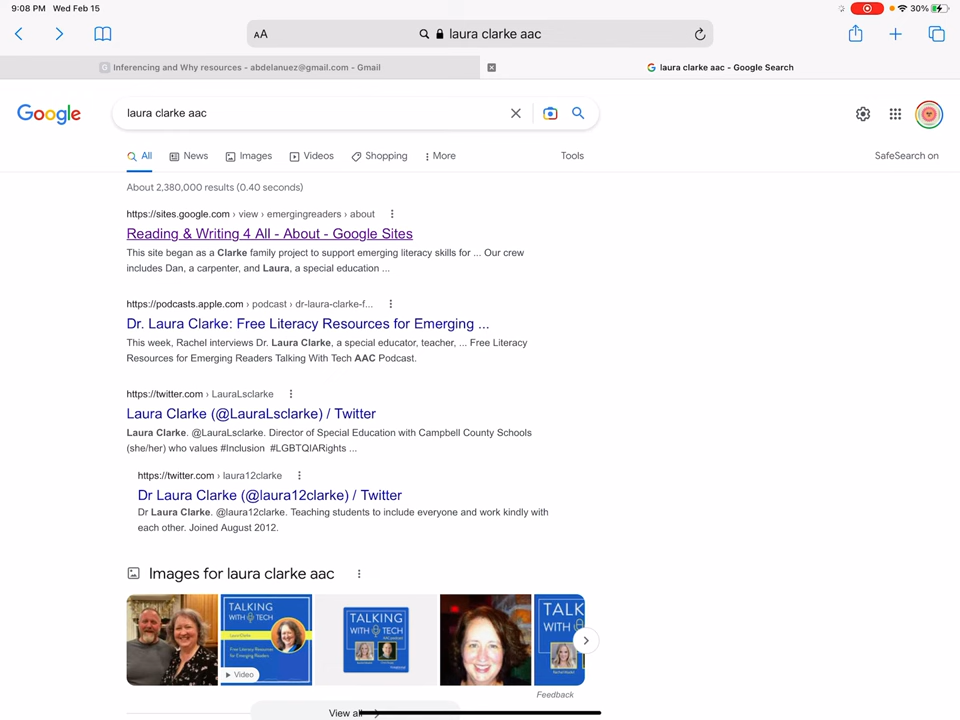 9:08 PM Wed Feb 15
30%
AA
laura clarke aac
Inferencing and Why resources - abdelanuez@gmail.com - Gmail
laura clarke aac - Google Search
Google
laura clarke aac
All
News
Images
Videos
Shopping
More
Tools
SafeSearch on
About 2,380,000 results (0.40 seconds)
https://sites.google.com › view › emergingreaders › about
Reading & Writing 4 All - About - Google Sites
This site began as a Clarke family project to support emerging literacy skills for ... Our crew
includes Dan, a carpenter, and Laura, a special education ...
https://podcasts.apple.com › podcast › dr-laura-clarke-f...
Dr. Laura Clarke: Free Literacy Resources for Emerging ...
This week, Rachel interviews Dr. Laura Clarke, a special educator, teacher, ... Free Literacy
Resources for Emerging Readers Talking With Tech AAC Podcast.
https://twitter.com › LauraLsclarke
Laura Clarke (@LauraLsclarke) / Twitter
Laura Clarke. @LauraLsclarke. Director of Special Education with Campbell County Schools
(she/her) who values #Inclusion #LGBTQIARights ...
https://twitter.com › laura12clarke
Dr Laura Clarke (@laura12clarke) / Twitter
Dr Laura Clarke. @laura12clarke. Teaching students to include everyone and work kindly with
each other. Joined August 2012.
Images for laura clarke aac
TALKING
WITH TECH
Laura Clarke
Free Literacy Resources
for Emerging Readers
Video
TALKING
WITH TECH
TALK
WITH
Feedback
View all